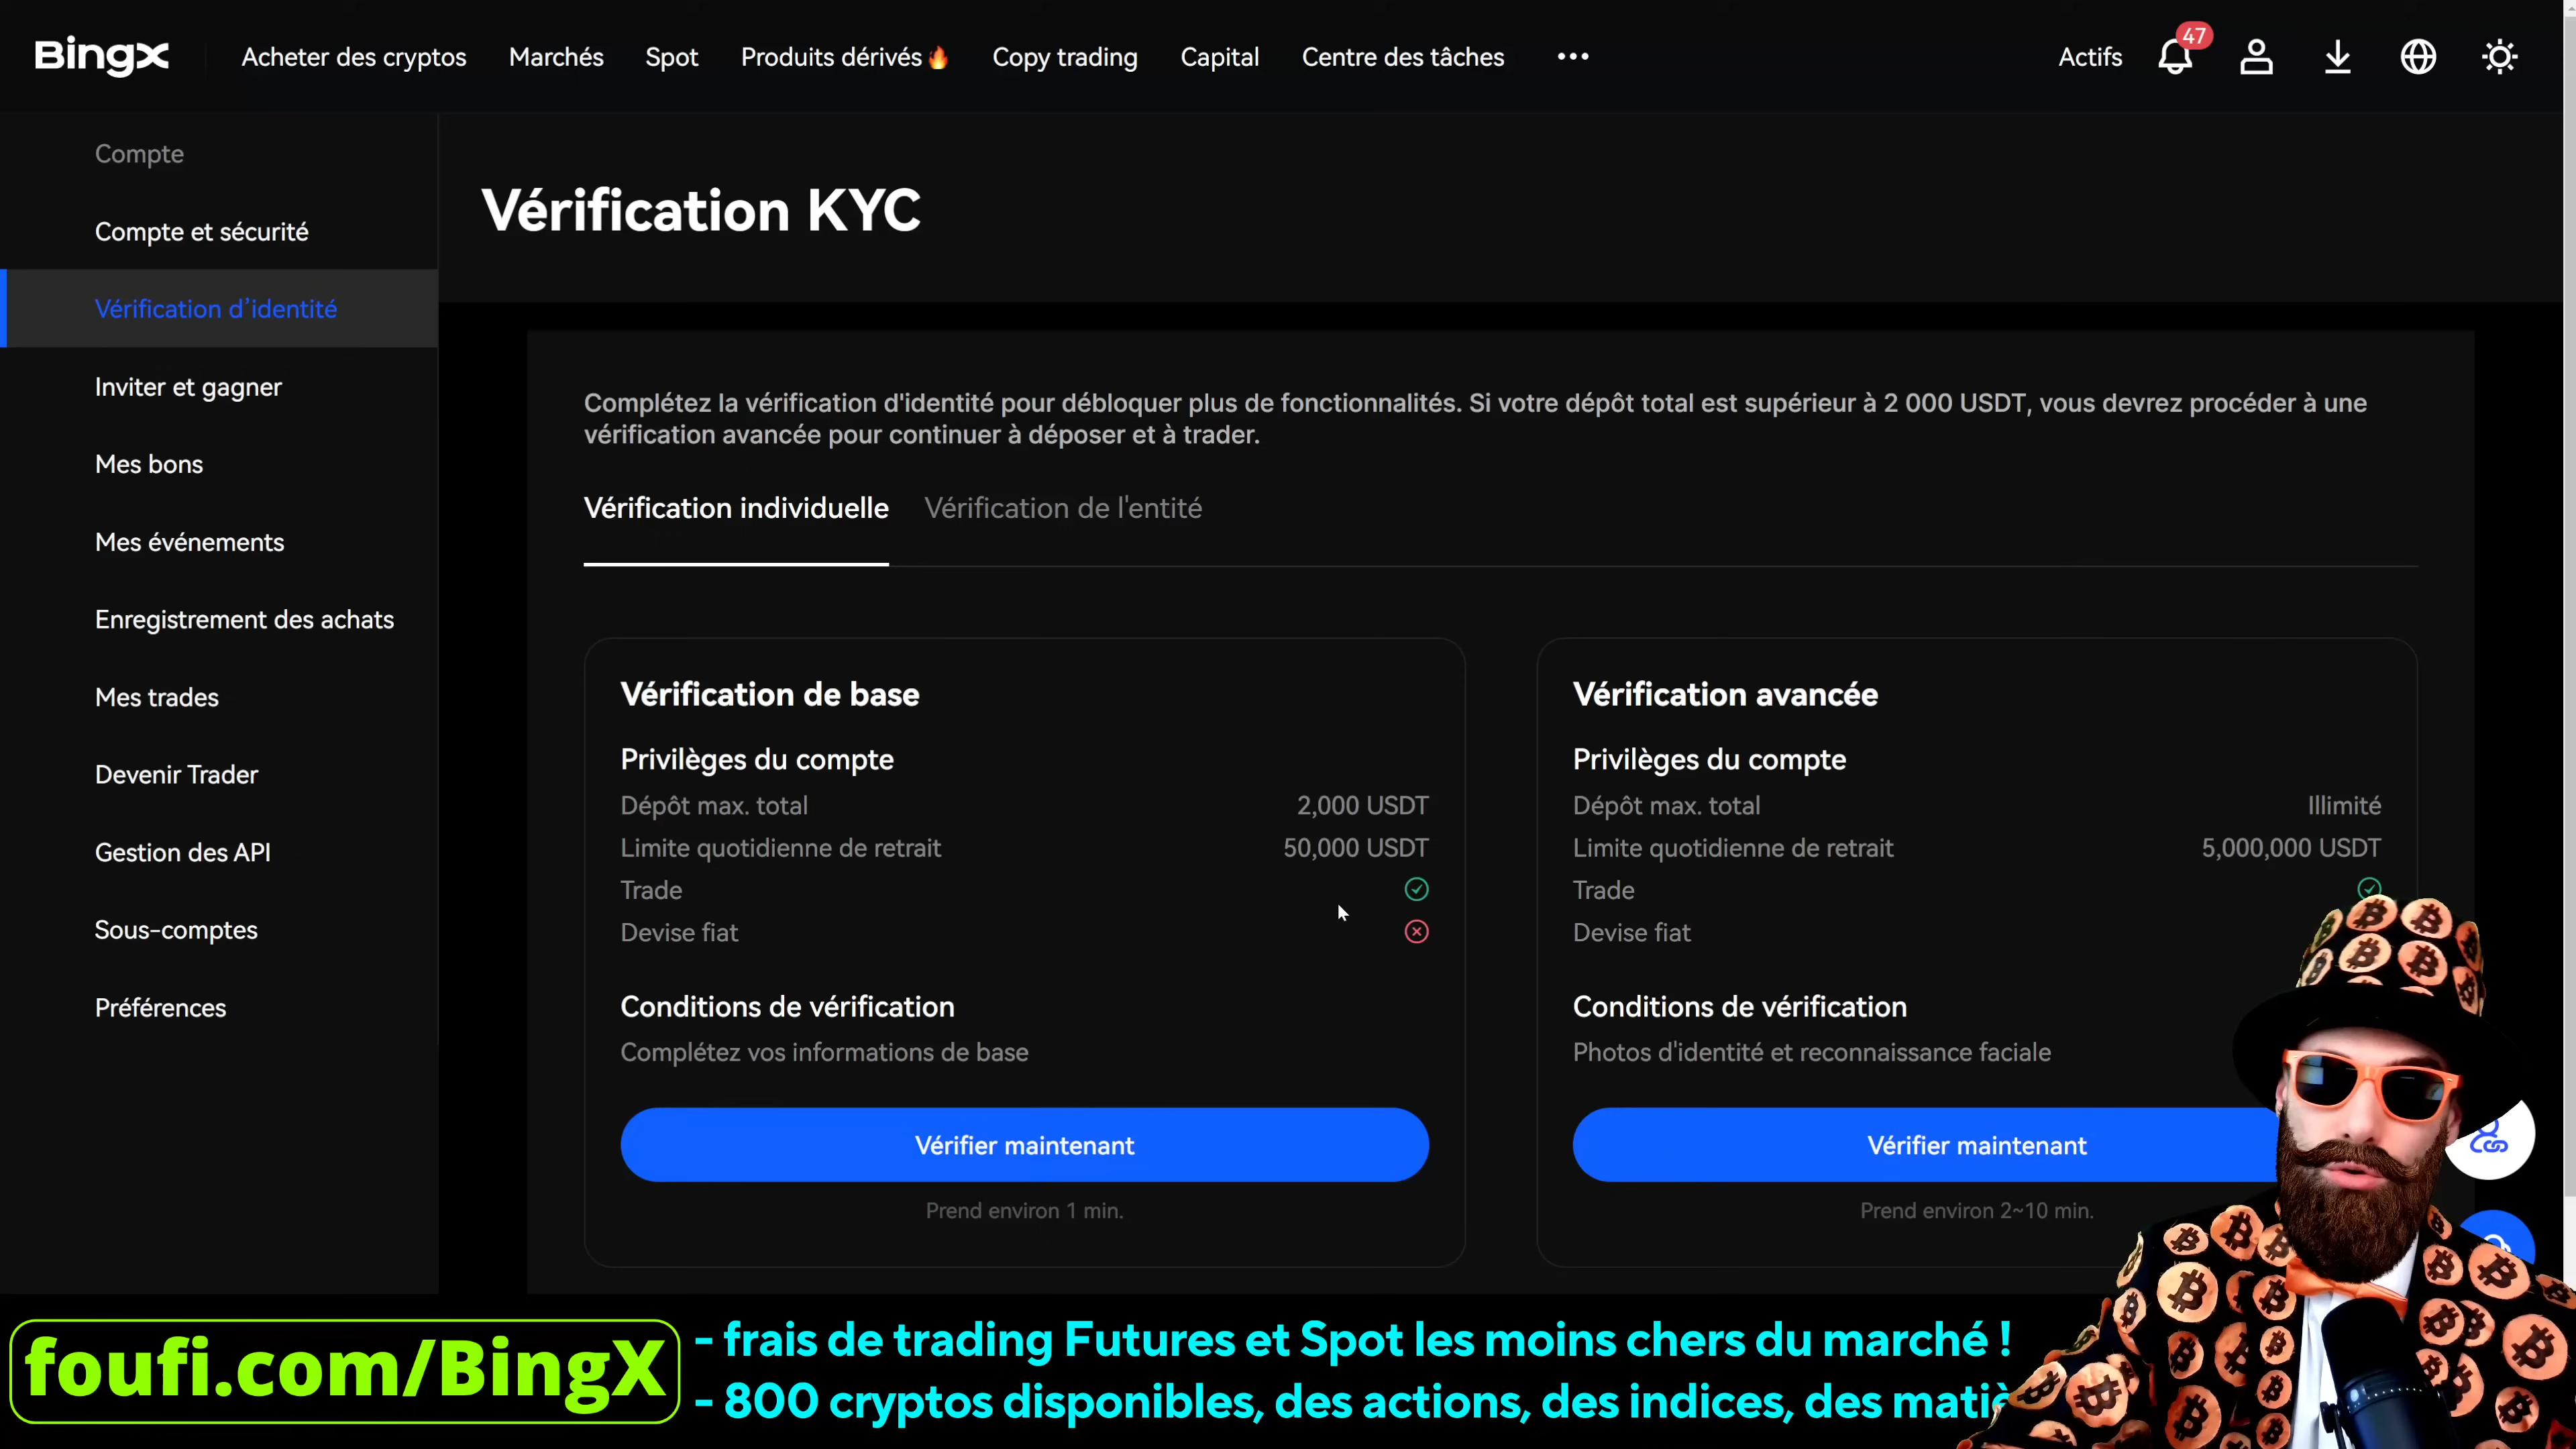 BingX
Acheter des cryptos
Marchés
Spot
Produits dérivés
Copy trading
Capital
Centre des tâches
Actifs
47
Compte
Compte et sécurité
Vérification d’identité
Inviter et gagner
Mes bons
Mes événements
Enregistrement des achats
Mes trades
Devenir Trader
Gestion des API
Sous-comptes
Préférences
Vérification KYC
Complétez la vérification d'identité pour débloquer plus de fonctionnalités. Si votre dépôt total est supérieur à 2 000 USDT, vous devrez procéder à une
vérification avancée pour continuer à déposer et à trader.
Vérification individuelle
Vérification de l'entité
Vérification de base
Privilèges du compte
Dépôt max. total 2,000 USDT
Limite quotidienne de retrait 50,000 USDT
Trade
Devise fiat
Conditions de vérification
Complétez vos informations de base
Vérifier maintenant
Prend environ 1 min.
Vérification avancée
Privilèges du compte
Dépôt max. total Illimité
Limite quotidienne de retrait 5,000,000 USDT
Trade
Devise fiat
Conditions de vérification
Photos d'identité et reconnaissance faciale
Vérifier maintenant
Prend environ 2~10 min.
foufi.com/BingX
- frais de trading Futures et Spot les moins chers du marché !
- 800 cryptos disponibles, des actions, des indices, des matiè